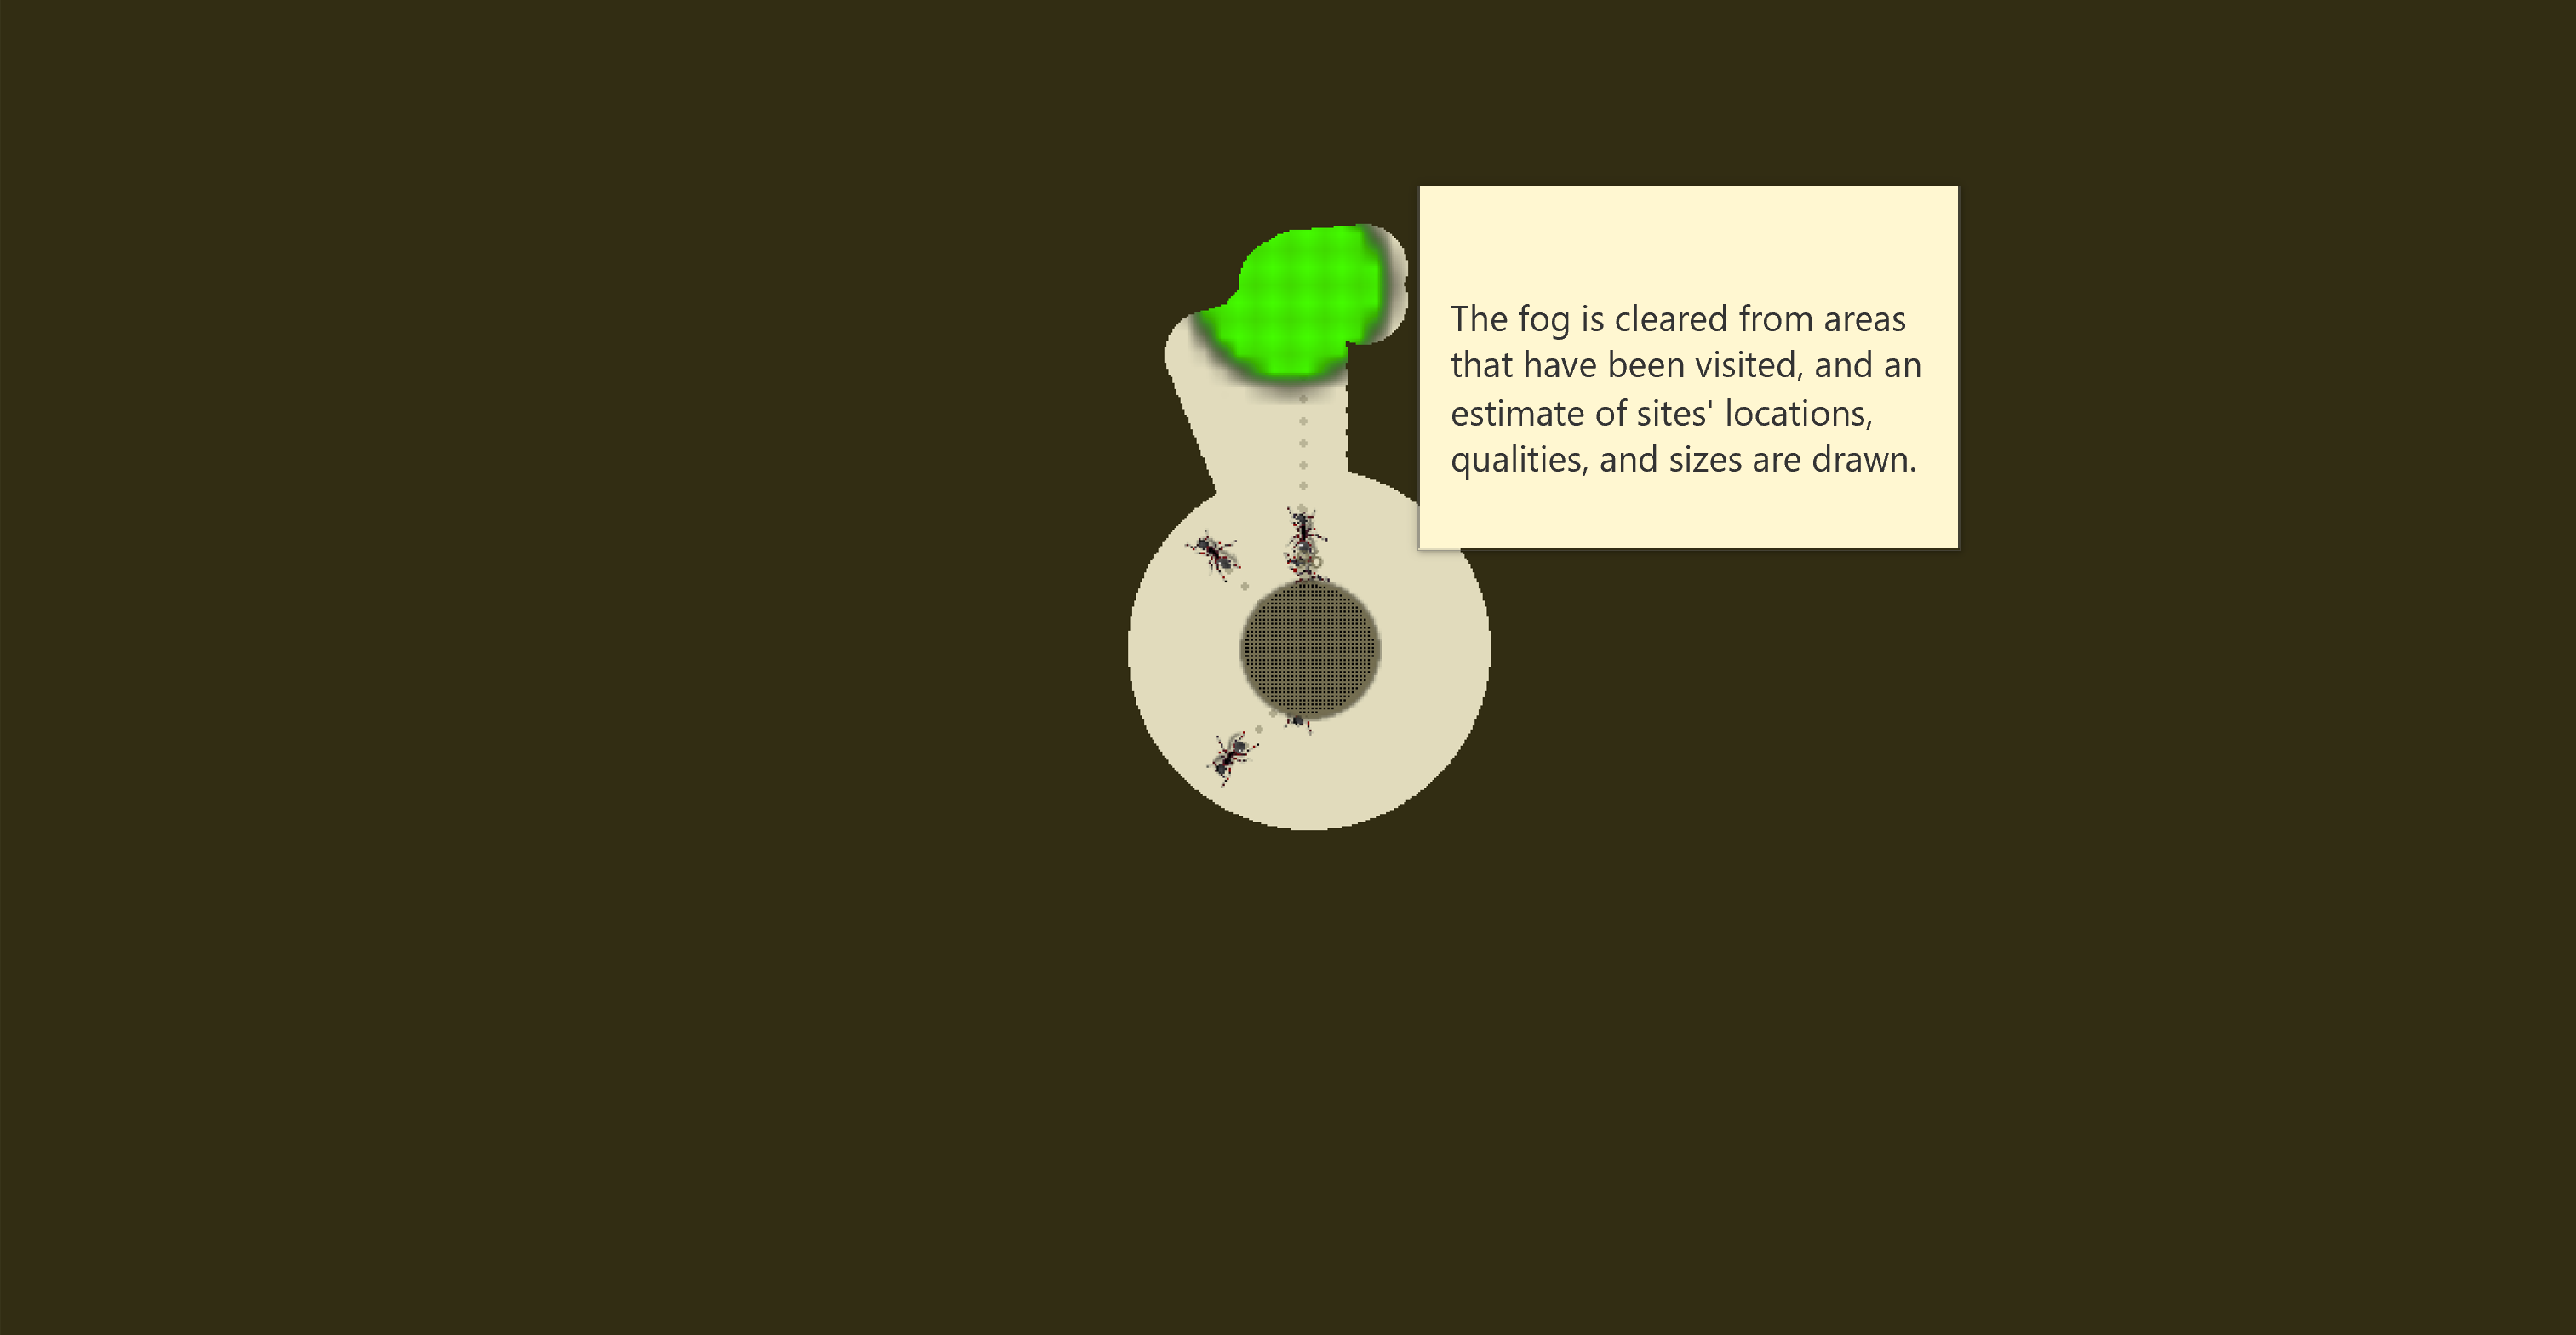 The fog is cleared from areas
that have been visited, and an
estimate of sites' locations,
qualities, and sizes are drawn.